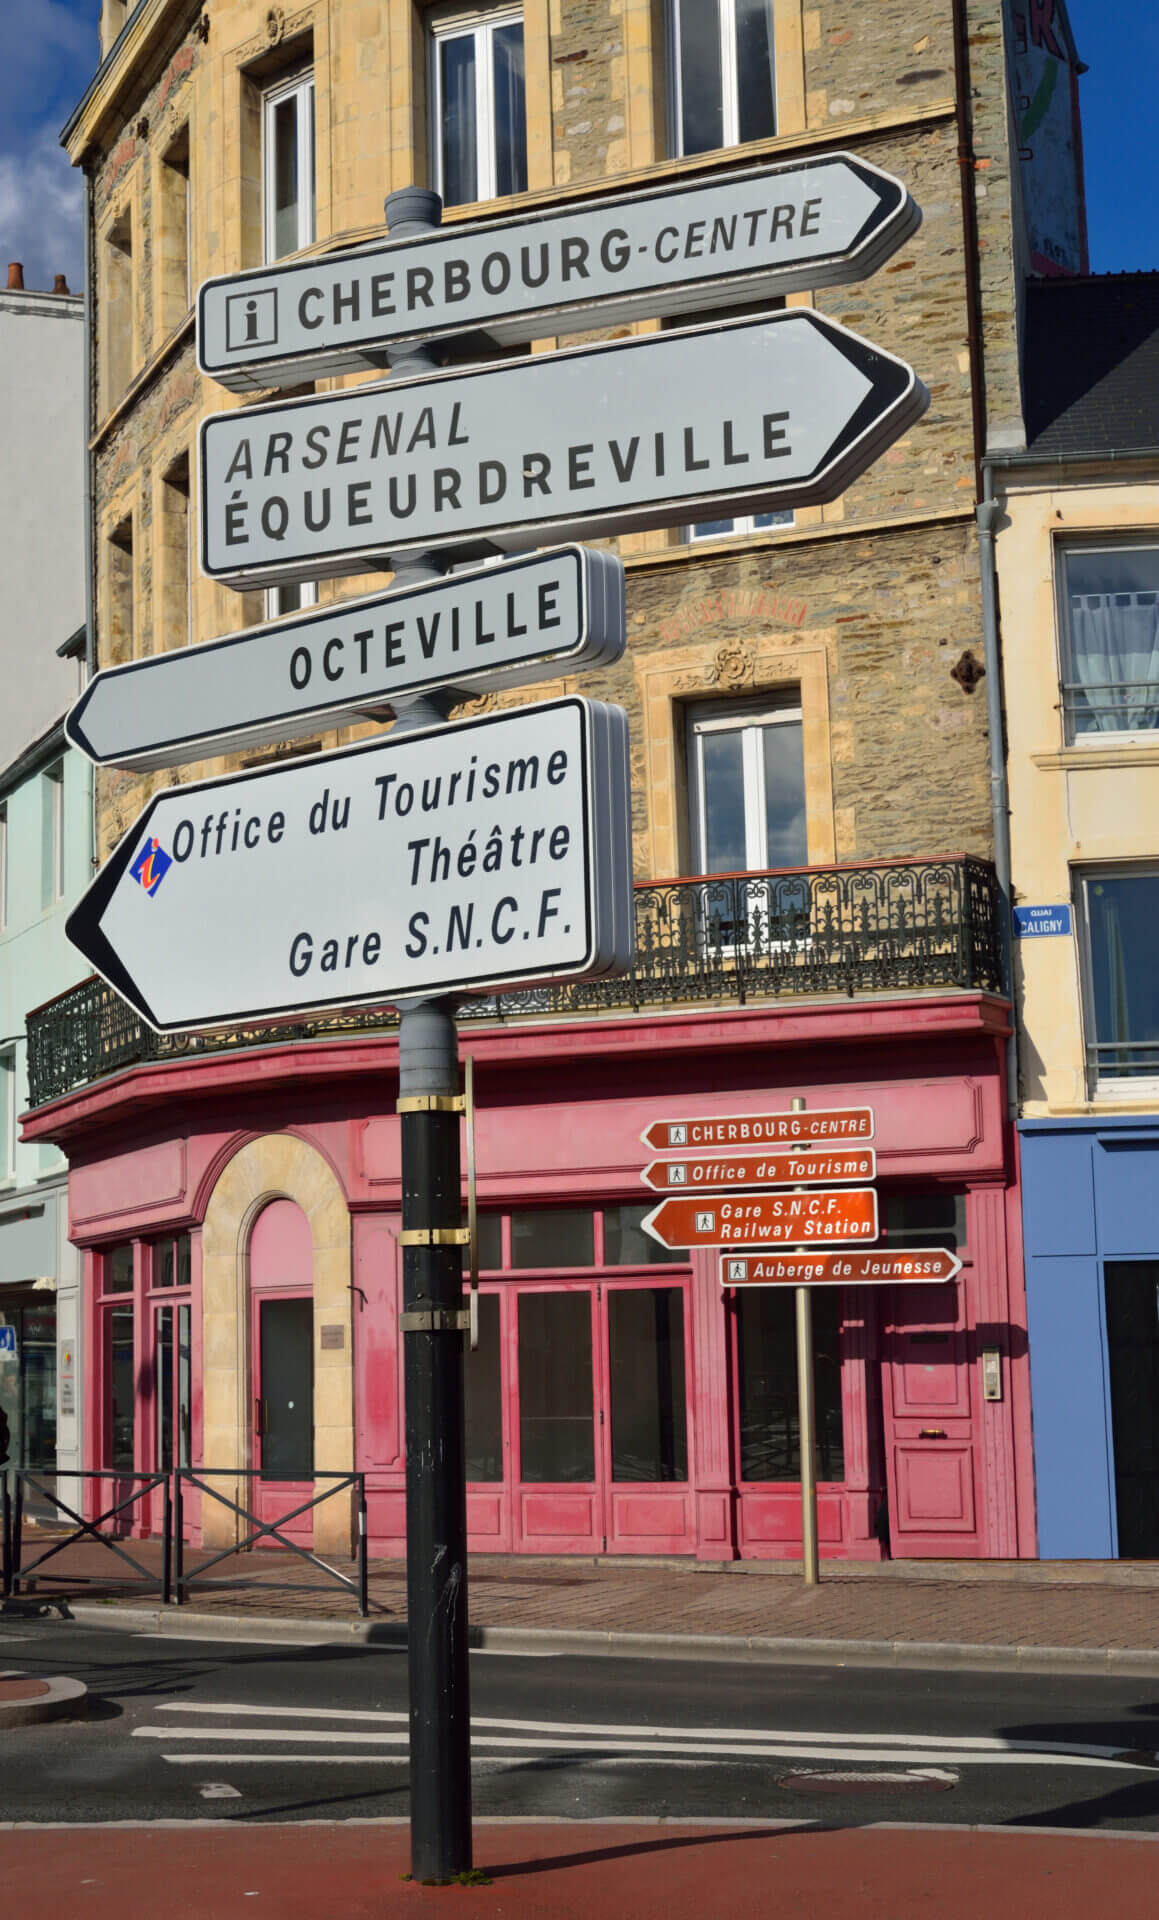 i CHERBOURG-CENTRE
ARSENAL
ÉQUEURDREVILLE
OCTEVILLE
i Office du Tourisme
Théâtre
Gare S.N.C.F.
QUAI
CALIGNY
CHERBOURG-CENTRE
Office de Tourisme
Gare S.N.C.F.
Railway Station
Auberge de Jeunesse